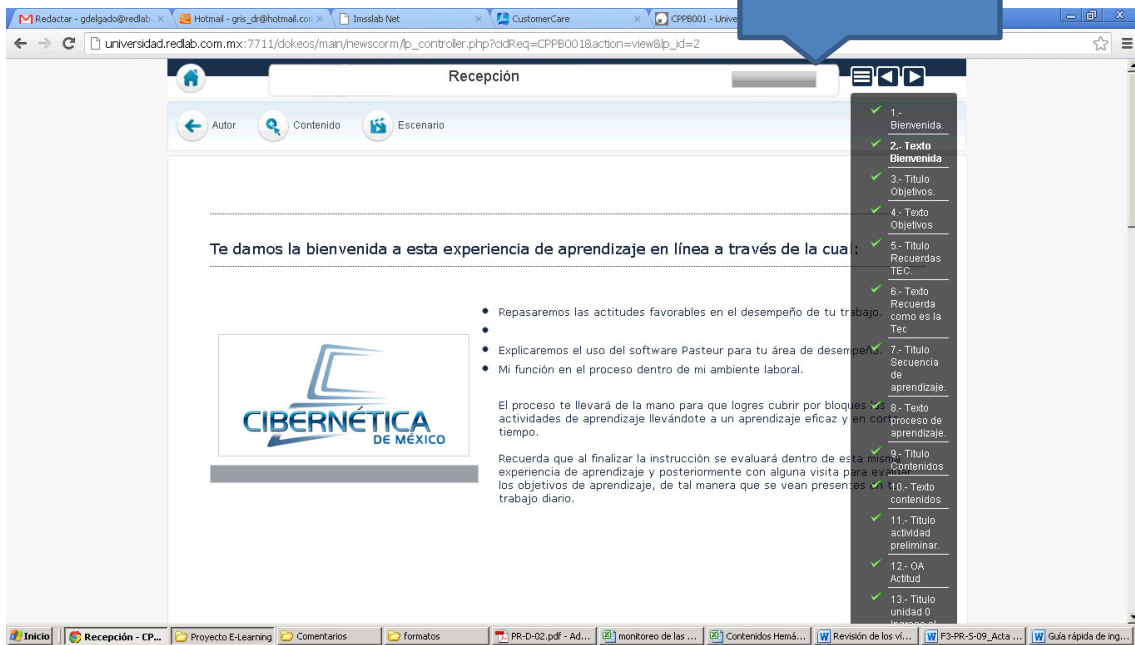 Redactar - gdelgado@redlab.
Hotmail - gris_dr@hotmail.con
Imsslab Net
CustomerCare
CPPB001 - Unive
universidad.redlab.com.mx:7711/dokeos/main/newscorm/lp_controller.php?cidReq=CPPB001&action=view&lp_id=2
Recepción
Autor
Contenido
Escenario
Te damos la bienvenida a esta experiencia de aprendizaje en línea a través de la cual:
Repasaremos las actitudes favorables en el desempeño de tu trabajo.
Explicaremos el uso del software Pasteur para tu área de desempeño.
Mi función en el proceso dentro de mi ambiente laboral.
El proceso te llevará de la mano para que logres cubrir por bloques las
actividades de aprendizaje llevándote a un aprendizaje eficaz y en corto
tiempo.
Recuerda que al finalizar la instrucción se evaluará dentro de esta misma
experiencia de aprendizaje y posteriormente con alguna visita para evaluar
los objetivos de aprendizaje, de tal manera que se vean presentes en tu
trabajo diario.
CIBERNÉTICA
DE MÉXICO
1.-
Bienvenida.
2.- Texto
Bienvenida
3.- Titulo
Objetivos.
4.- Texto
Objetivos
5.- Titulo
Recuerdas
TEC.
6.- Texto
Recuerda
como es la
Tec
7.- Titulo
Secuencia
de
aprendizaje.
8.- Texto
proceso de
aprendizaje.
9.- Titulo
Contenidos
10.- Texto
contenidos
11.- Titulo
actividad
preliminar.
12.- OA
Actitud
13.- Titulo
unidad 0
Inicio
Recepción - CP...
Proyecto E-Learning
Comentarios
formatos
PR-D-02.pdf - Ad...
monitoreo de las ...
Contenidos Hemá...
Revisión de los ví...
F3-PR-S-09_Acta ...
Guía rápida de ing...